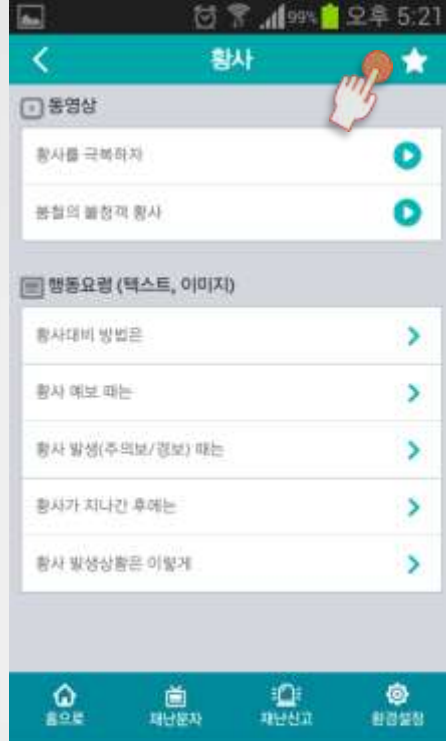 99% 오후 5:21
황사
동영상
황사를 극복하자
봄철의 불청객 황사
행동요령 (텍스트, 이미지)
황사대비 방법은
황사 예보 때는
황사 발생(주의보/경보) 때는
황사가 지나간 후에는
황사 발생상황은 이렇게
홈으로 재난문자 재난신고 환경설정